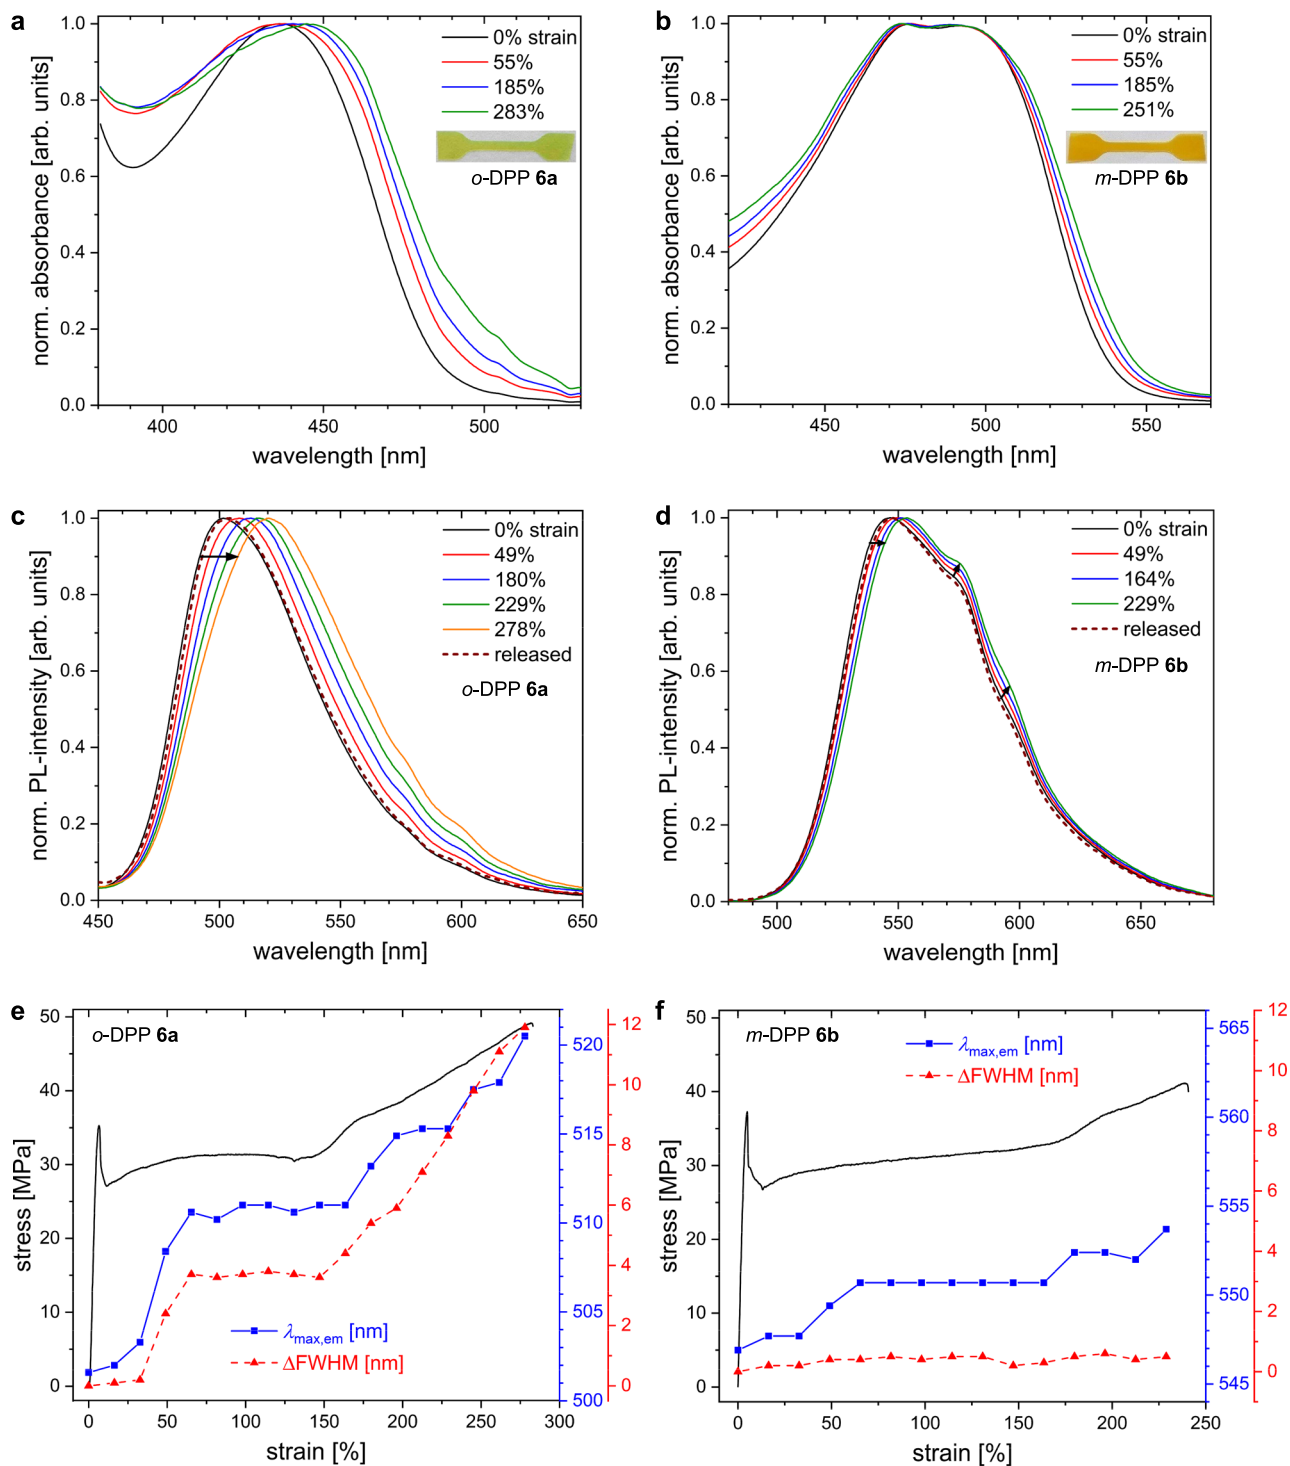 a
norm. absorbance [arb. units]
1.0
0.8
0.6
0.4
0.2
0.0
0% strain
55%
185%
283%
o-DPP 6a
400
450
500
wavelength [nm]
b
norm. absorbance [arb. units]
1.0
0.8
0.6
0.4
0.2
0.0
0% strain
55%
185%
251%
m-DPP 6b
450
500
550
wavelength [nm]
c
norm. PL-intensity [arb. units]
1.0
0.8
0.6
0.4
0.2
0.0
0% strain
49%
180%
229%
278%
released
o-DPP 6a
450
500
550
600
650
wavelength [nm]
d
norm. PL-intensity [arb. units]
1.0
0.8
0.6
0.4
0.2
0.0
0% strain
49%
164%
229%
released
m-DPP 6b
500
550
600
650
wavelength [nm]
e
o-DPP 6a
stress [MPa]
50
40
30
20
10
0
λmax,em [nm]
ΔFWHM [nm]
520
515
510
505
500
12
10
8
6
4
2
0
0
50
100
150
200
250
300
strain [%]
f
m-DPP 6b
stress [MPa]
50
40
30
20
10
0
λmax,em [nm]
ΔFWHM [nm]
565
560
555
550
545
12
10
8
6
4
2
0
0
50
100
150
200
250
strain [%]